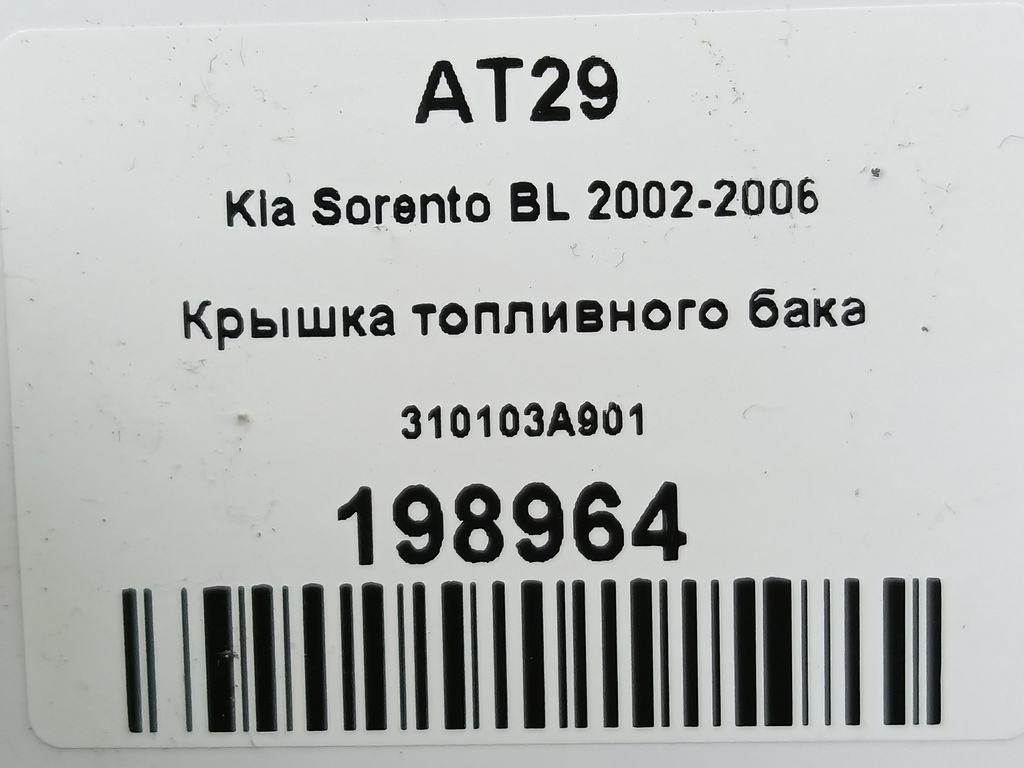 AT29
Kia Sorento BL 2002-2006
Крышка топливного бака
310103A901
198964